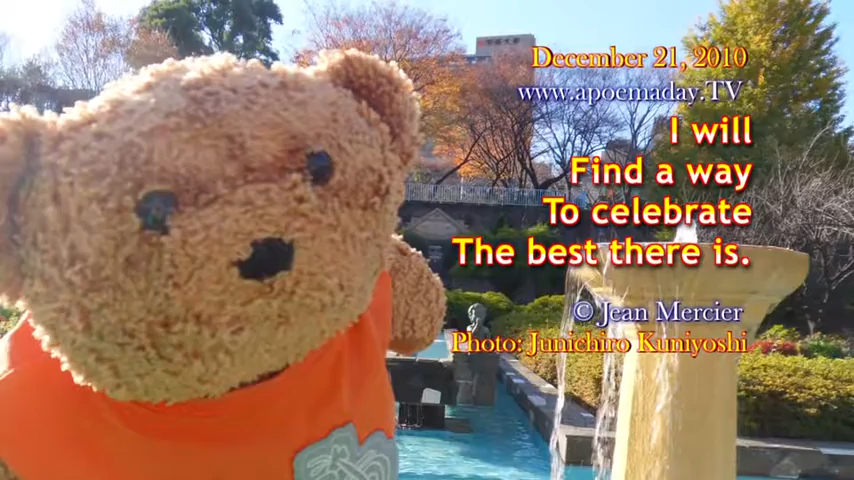 December 21, 2010
www.apoemaday.TV
I will
Find a way
To celebrate
The best there is.
© Jean Mercier
Photo: Junichiro Kuniyoshi